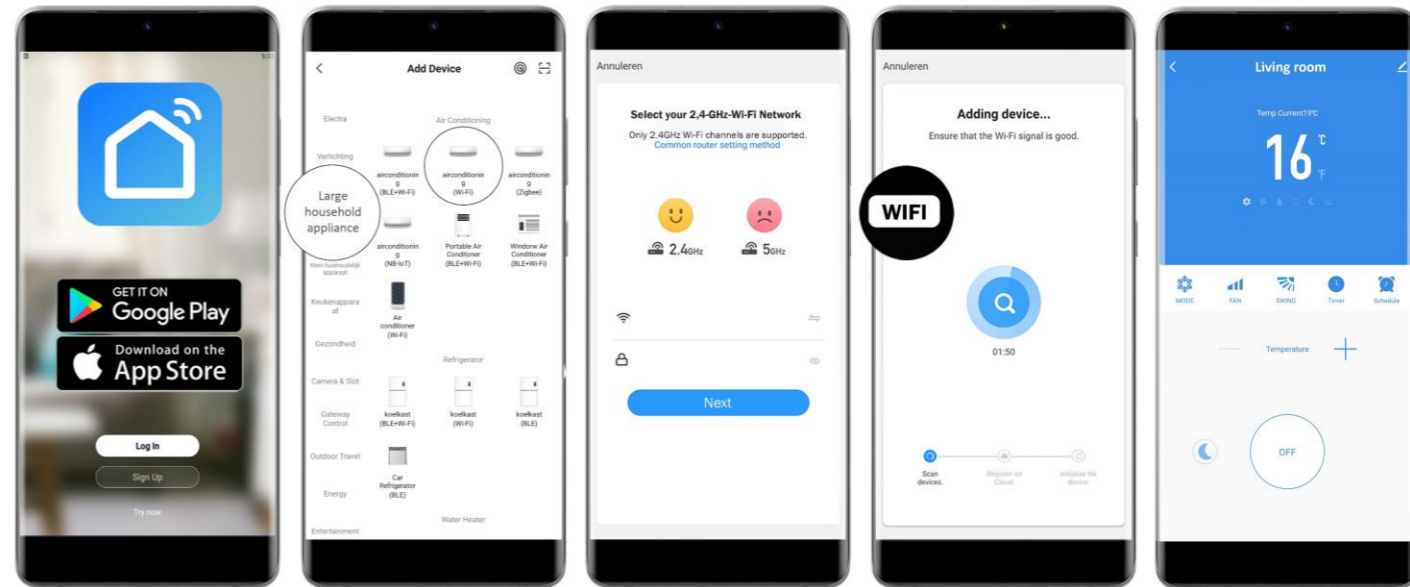 9:30
GET IT ON
Google Play
Download on the
App Store
Log In
Sign Up
Try now
Add Device
Electra
Verlichting
Large
household
appliance
Klein huishoudelijk
apparaat
Keukenappara
at
Gezondheid
Camera & Slot
Gateway
Control
Outdoor Travel
Energy
Entertainment
Air Conditioning
airconditionin
g
(BLE+Wi-Fi)
airconditionin
g
(Wi-Fi)
airconditionin
g
(Zigbee)
airconditionin
g
(NB-IoT)
Portable Air
Conditoner
(BLE+Wi-Fi)
Window Air
Conditioner
(BLE+Wi-Fi)
Air
conditioner
(Wi-Fi)
Refrigerator
koelkast
(BLE+Wi-Fi)
koelkast
(Wi-Fi)
koelkast
(BLE)
Car
Refrigerator
(BLE)
Water Heater
Annuleren
Select your 2,4-GHz-Wi-Fi Network
Only 2.4GHz Wi-Fi channels are supported.
Common router setting method
2.4GHz
5GHz
Next
Annuleren
Adding device...
Ensure that the Wi-Fi signal is good.
WIFI
01:50
Scan
devices.
Register on
Cloud.
Initialize the
device.
Living room
Temp Current19°C
16
°C
°F
MODE
FAN
SWING
Timer
Schedule
Temperature
OFF